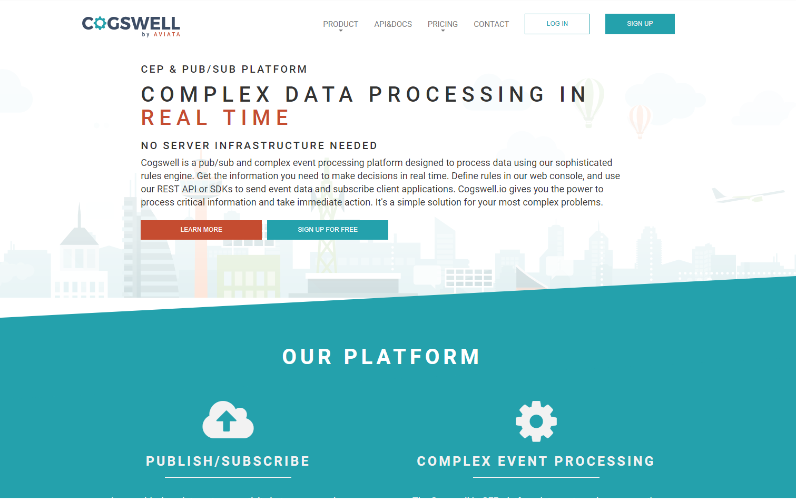 COGSWELL
by AVIATA
PRODUCT API&DOCS PRICING CONTACT LOG IN SIGN UP
CEP & PUB/SUB PLATFORM
COMPLEX DATA PROCESSING IN
REAL TIME
NO SERVER INFRASTRUCTURE NEEDED
Cogswell is a pub/sub and complex event processing platform designed to process data using our sophisticated
rules engine. Get the information you need to make decisions in real time. Define rules in our web console, and use
our REST API or SDKs to send event data and subscribe client applications. Cogswell.io gives you the power to
process critical information and take immediate action. It's a simple solution for your most complex problems.
LEARN MORE SIGN UP FOR FREE
OUR PLATFORM
PUBLISH/SUBSCRIBE COMPLEX EVENT PROCESSING